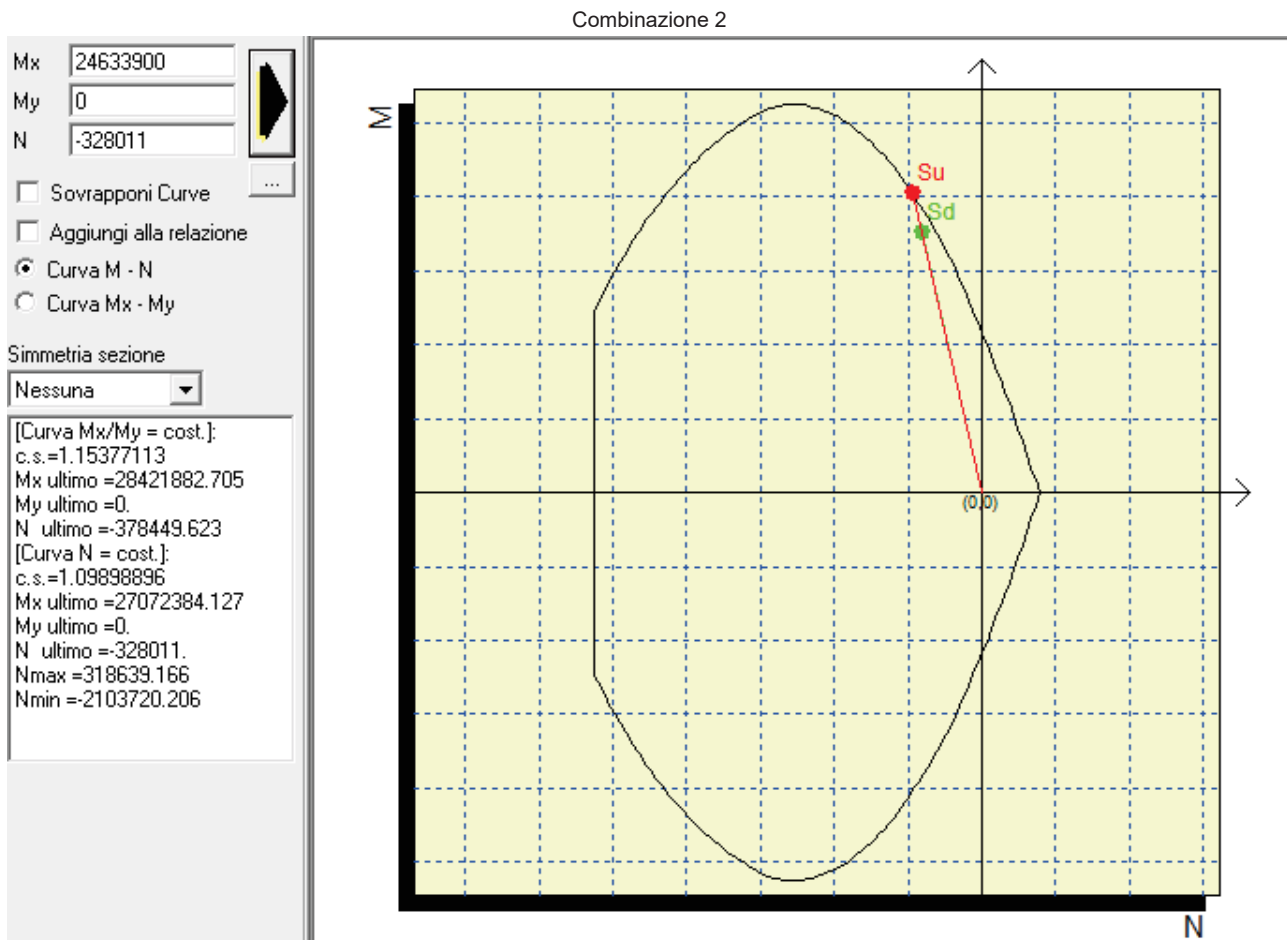 Combinazione 2
Mx 24633900
My 0
N -328011
...
Sovrapponi Curve
Aggiungi alla relazione
Curva M - N
Curva Mx - My
Simmetria sezione
Nessuna
[Curva Mx/My = cost.]:
c.s.=1.15377113
Mx ultimo =28421882.705
My ultimo =0.
N  ultimo =-378449.623
[Curva N = cost.]:
c.s.=1.09898896
Mx ultimo =27072384.127
My ultimo =0.
N  ultimo =-328011.
Nmax =318639.166
Nmin =-2103720.206
M
Su
Sd
(0,0)
N